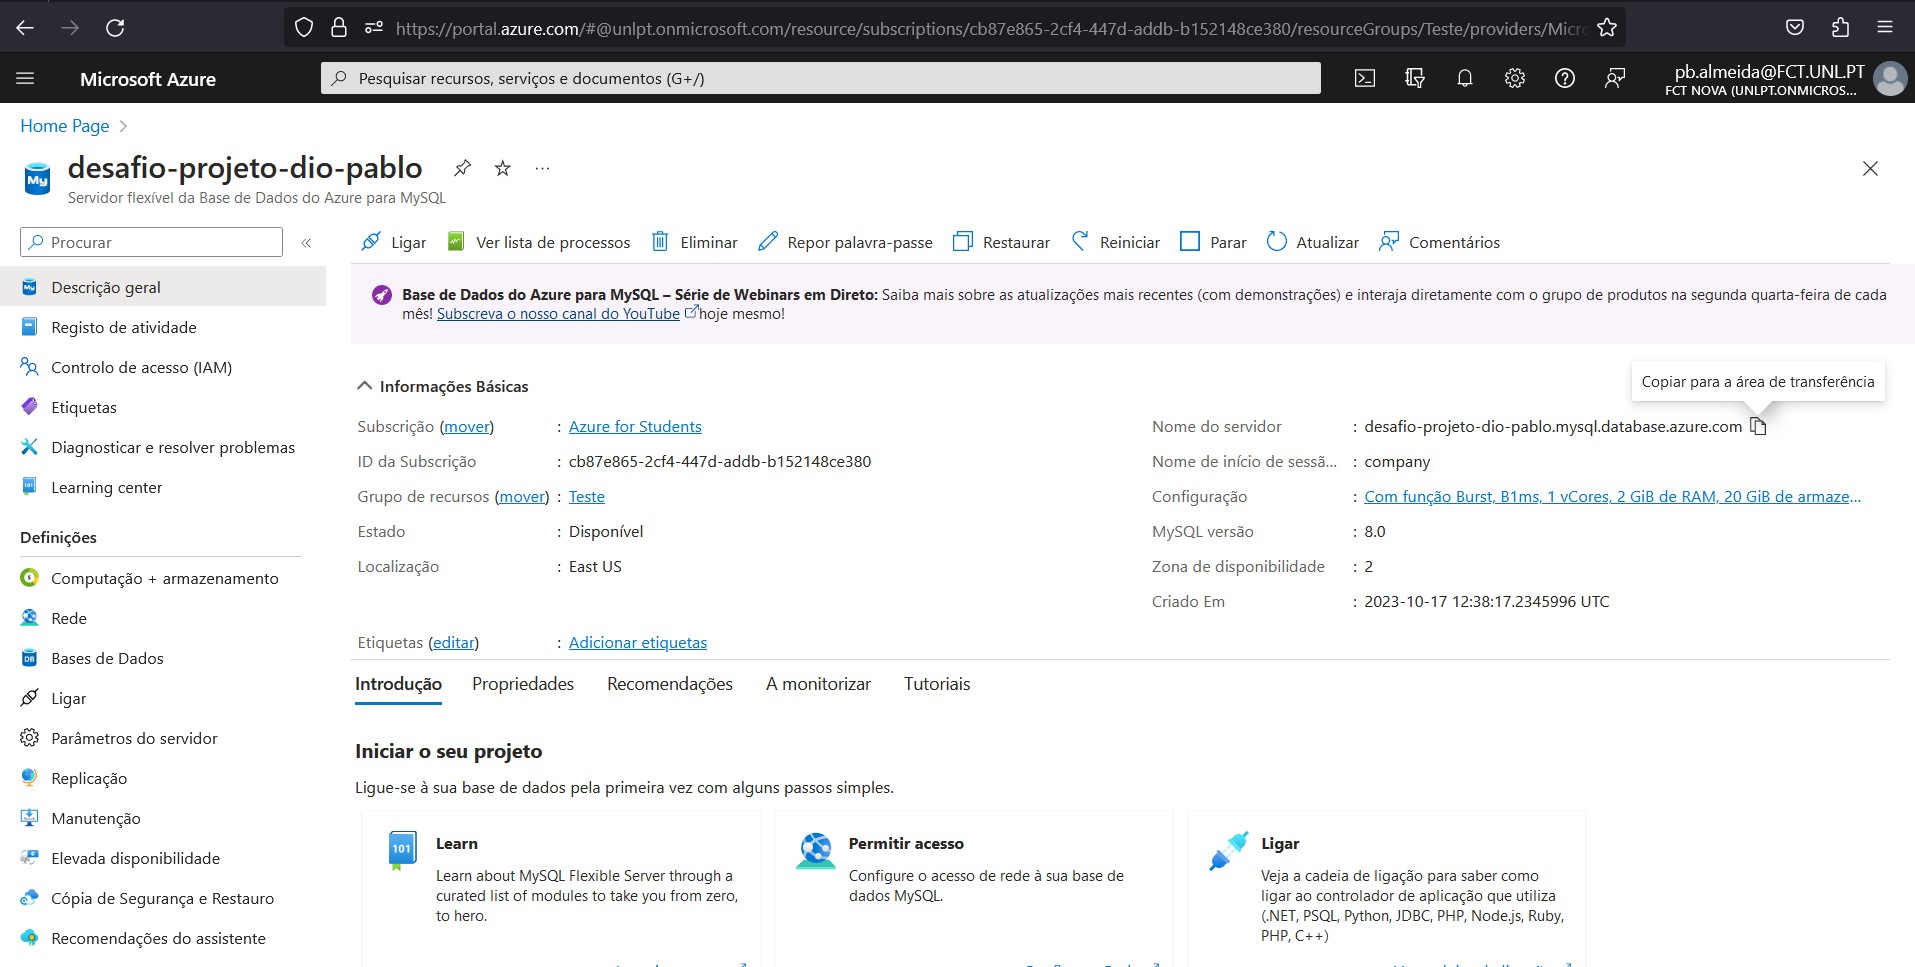 https://portal.azure.com/#@unlpt.onmicrosoft.com/resource/subscriptions/cb87e865-2cf4-447d-addb-b152148ce380/resourceGroups/Teste/providers/Micro
Microsoft Azure
Pesquisar recursos, serviços e documentos (G+/)
pb.almeida@FCT.UNL.PT
FCT NOVA (UNLPT.ONMICROS...
Home Page
desafio-projeto-dio-pablo
Servidor flexível da Base de Dados do Azure para MySQL
Procurar
Ligar Ver lista de processos Eliminar Repor palavra-passe Restaurar Reiniciar Parar Atualizar Comentários
Descrição geral
Registo de atividade
Controlo de acesso (IAM)
Etiquetas
Diagnosticar e resolver problemas
Learning center
Definições
Computação + armazenamento
Rede
Bases de Dados
Ligar
Parâmetros do servidor
Replicação
Manutenção
Elevada disponibilidade
Cópia de Segurança e Restauro
Recomendações do assistente
Base de Dados do Azure para MySQL – Série de Webinars em Direto: Saiba mais sobre as atualizações mais recentes (com demonstrações) e interaja diretamente com o grupo de produtos na segunda quarta-feira de cada
mês! Subscreva o nosso canal do YouTube hoje mesmo!
Informações Básicas
Copiar para a área de transferência
Subscrição (mover) : Azure for Students
ID da Subscrição : cb87e865-2cf4-447d-addb-b152148ce380
Grupo de recursos (mover) : Teste
Estado : Disponível
Localização : East US
Nome do servidor : desafio-projeto-dio-pablo.mysql.database.azure.com
Nome de início de sessã... : company
Configuração : Com função Burst, B1ms, 1 vCores, 2 GiB de RAM, 20 GiB de armaze...
MySQL versão : 8.0
Zona de disponibilidade : 2
Criado Em : 2023-10-17 12:38:17.2345996 UTC
Etiquetas (editar) : Adicionar etiquetas
Introdução Propriedades Recomendações A monitorizar Tutoriais
Iniciar o seu projeto
Ligue-se à sua base de dados pela primeira vez com alguns passos simples.
101
Learn
Learn about MySQL Flexible Server through a
curated list of modules to take you from zero,
to hero.
Permitir acesso
Configure o acesso de rede à sua base de
dados MySQL.
Ligar
Veja a cadeia de ligação para saber como
ligar ao controlador de aplicação que utiliza
(.NET, PSQL, Python, JDBC, PHP, Node.js, Ruby,
PHP, C++)